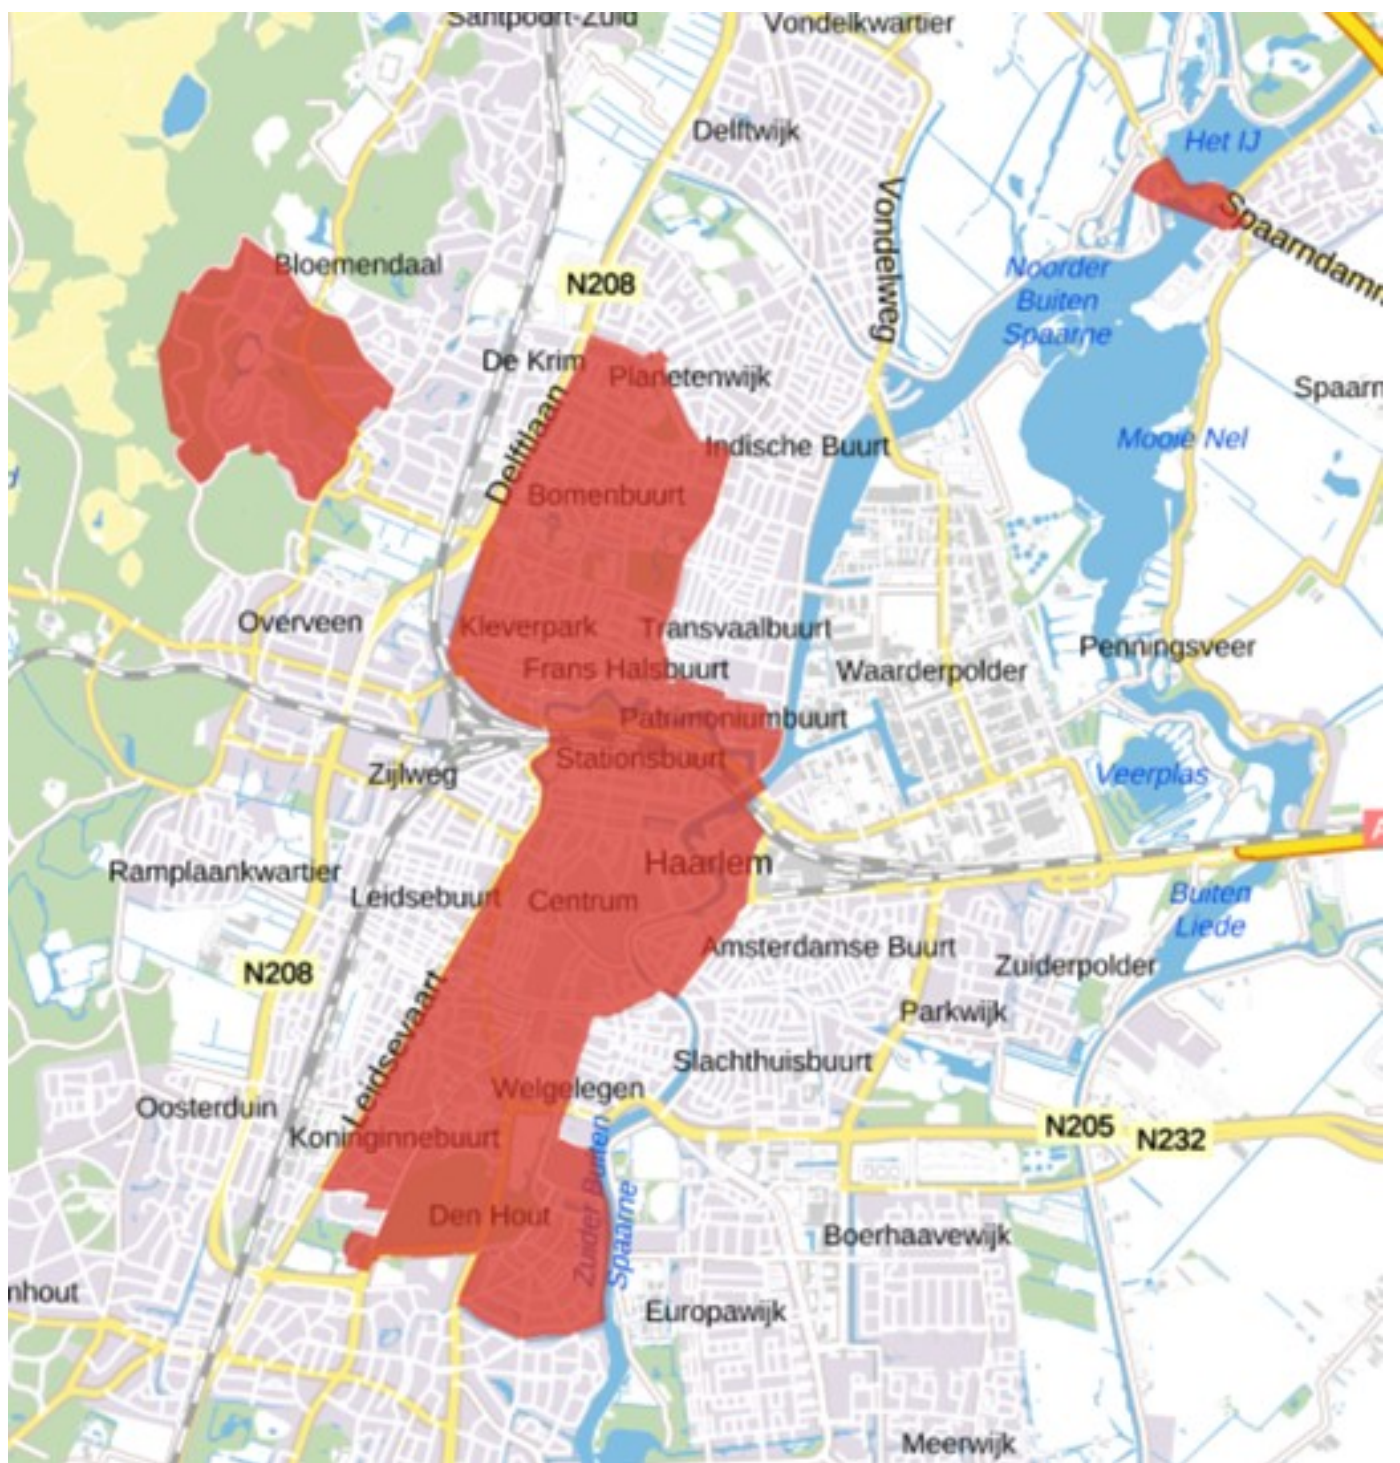 Santpoort-Zuid
Vondelkwartier
Delftwijk
Het IJ
Vondelweg
Spaarndamm
Bloemendaal
N208
Noorder
Buiten
Spaarne
De Krim
Planetenwijk
Spaarn
Delftlaan
Indische Buurt
Mooie Nel
d
Bomenbuurt
Overveen
Kleverpark
Transvaalbuurt
Penningsveer
Frans Halsbuurt
Waarderpolder
Patrimoniumbuurt
Stationsbuurt
Zijlweg
Veerplas
A
Haarlem
Ramplaankwartier
Leidsebuurt
Centrum
Buiten
Liede
Amsterdamse Buurt
Zuiderpolder
N208
Parkwijk
Leidsevaart
Slachthuisbuurt
Welgelegen
Oosterduin
Koninginnebuurt
N205
N232
Den Hout
Zuider Buiten
Spaarne
Boerhaavewijk
nhout
Europawijk
Meerwijk